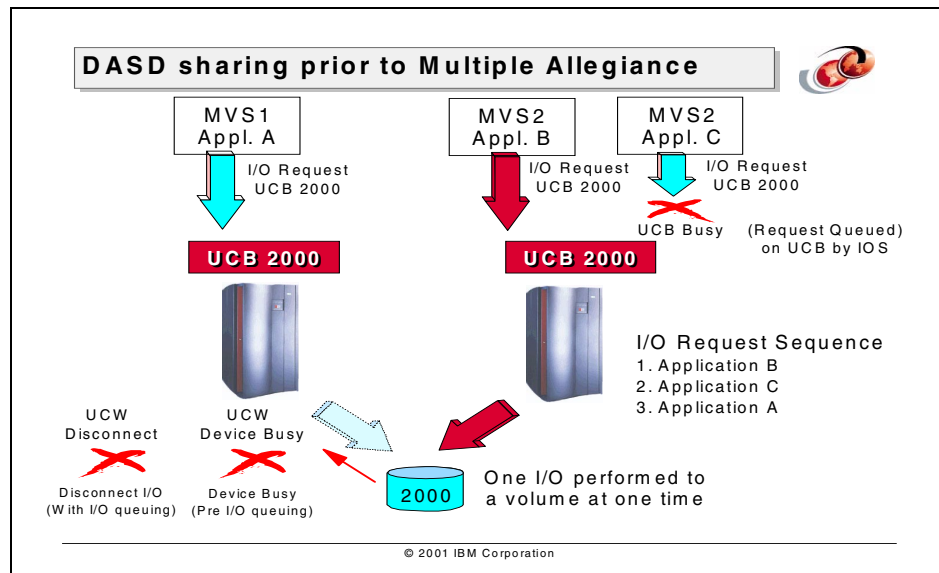 DASD sharing prior to Multiple Allegiance
MVS1
Appl. A
MVS2
Appl. B
MVS2
Appl. C
I/O Request
UCB 2000
I/O Request
UCB 2000
I/O Request
UCB 2000
UCB Busy
(Request Queued)
on UCB by IOS
UCB 2000
UCB 2000
I/O Request Sequence
1. Application B
2. Application C
3. Application A
UCW
Disconnect
UCW
Device Busy
Disconnect I/O
(With I/O queuing)
Device Busy
(Pre I/O queuing)
2000
One I/O performed to
a volume at one time
© 2001 IBM Corporation